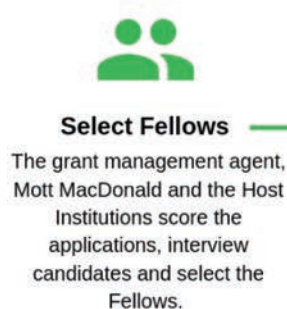 Select Fellows
The grant management agent,
Mott MacDonald and the Host
Institutions score the
applications, interview
candidates and select the
Fellows.